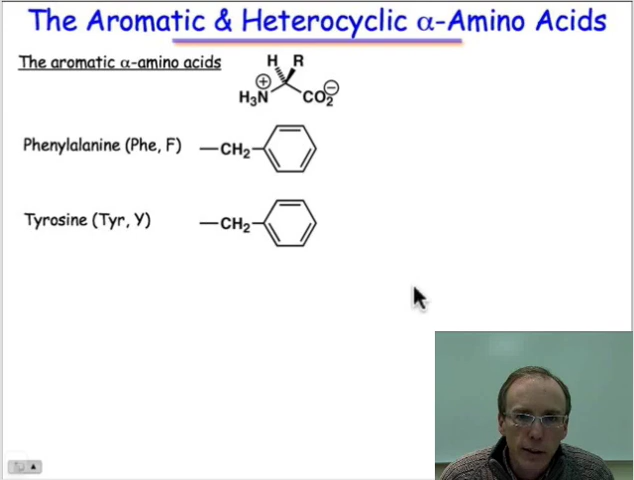 The Aromatic & Heterocyclic α-Amino Acids
The aromatic α-amino acids
H R
H3N ⊕ CO2 ⊖
Phenylalanine (Phe, F) —CH2—
Tyrosine (Tyr, Y) —CH2—